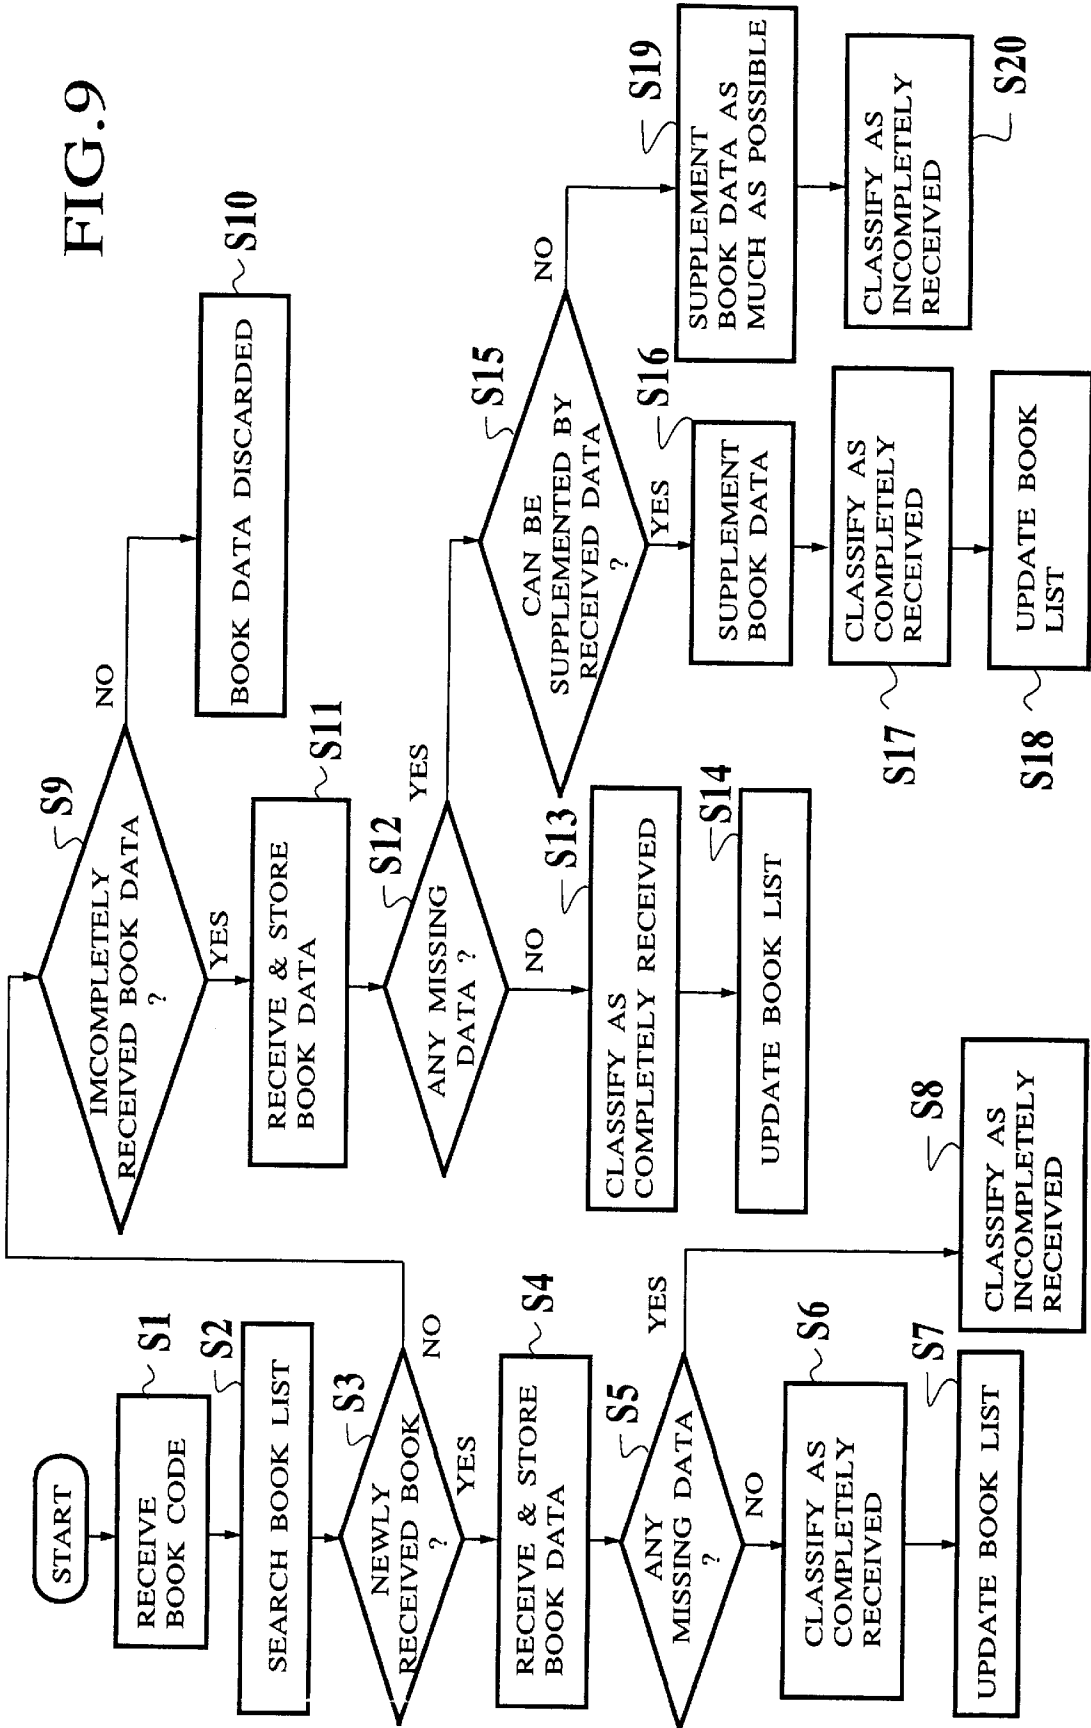 FIG.9
START
S1
RECEIVE
BOOK CODE
S2
SEARCH BOOK LIST
S3
NEWLY
RECEIVED BOOK
?
NO
YES
S4
RECEIVE & STORE
BOOK DATA
S5
ANY
MISSING DATA
?
YES
NO
S6
CLASSIFY AS
COMPLETELY
RECEIVED
S7
UPDATE BOOK LIST
S8
CLASSIFY AS
INCOMPLETELY
RECEIVED
S9
IMCOMPLETELY
RECEIVED BOOK DATA
?
NO
YES
S10
BOOK DATA DISCARDED
S11
RECEIVE & STORE
BOOK DATA
S12
ANY MISSING
DATA ?
YES
NO
S13
CLASSIFY AS
COMPLETELY RECEIVED
S14
UPDATE BOOK LIST
S15
CAN BE
SUPPLEMENTED BY
RECEIVED DATA
?
NO
YES
S16
SUPPLEMENT
BOOK DATA
S17
CLASSIFY AS
COMPLETELY
RECEIVED
S18
UPDATE BOOK
LIST
S19
SUPPLEMENT
BOOK DATA AS
MUCH AS POSSIBLE
S20
CLASSIFY AS
INCOMPLETELY
RECEIVED